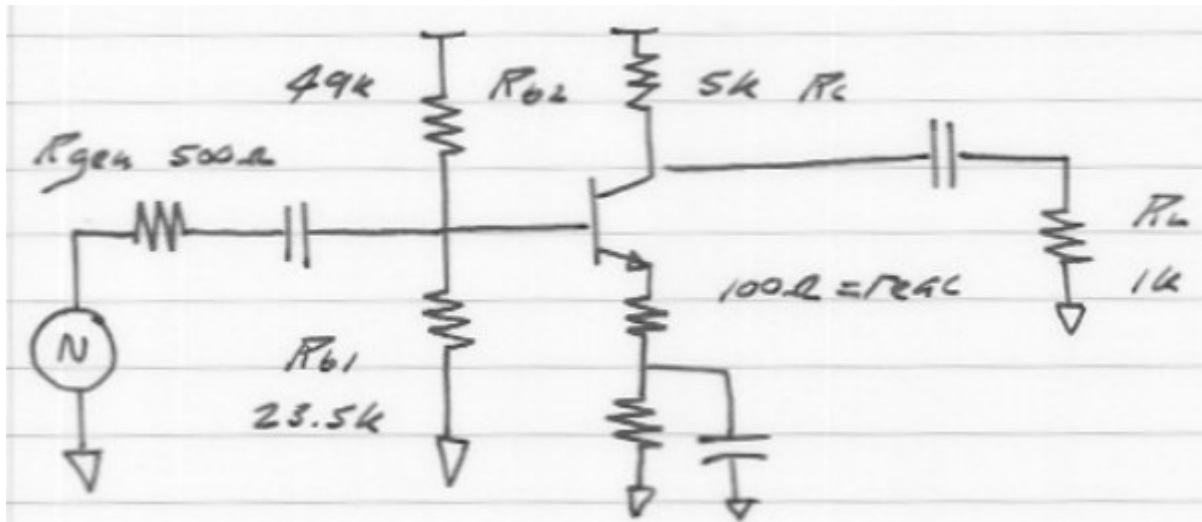 49k Rb2 5k Rc
Rgen 500Ω
RL
100Ω = reac
1k
Rb1
23.5k
N